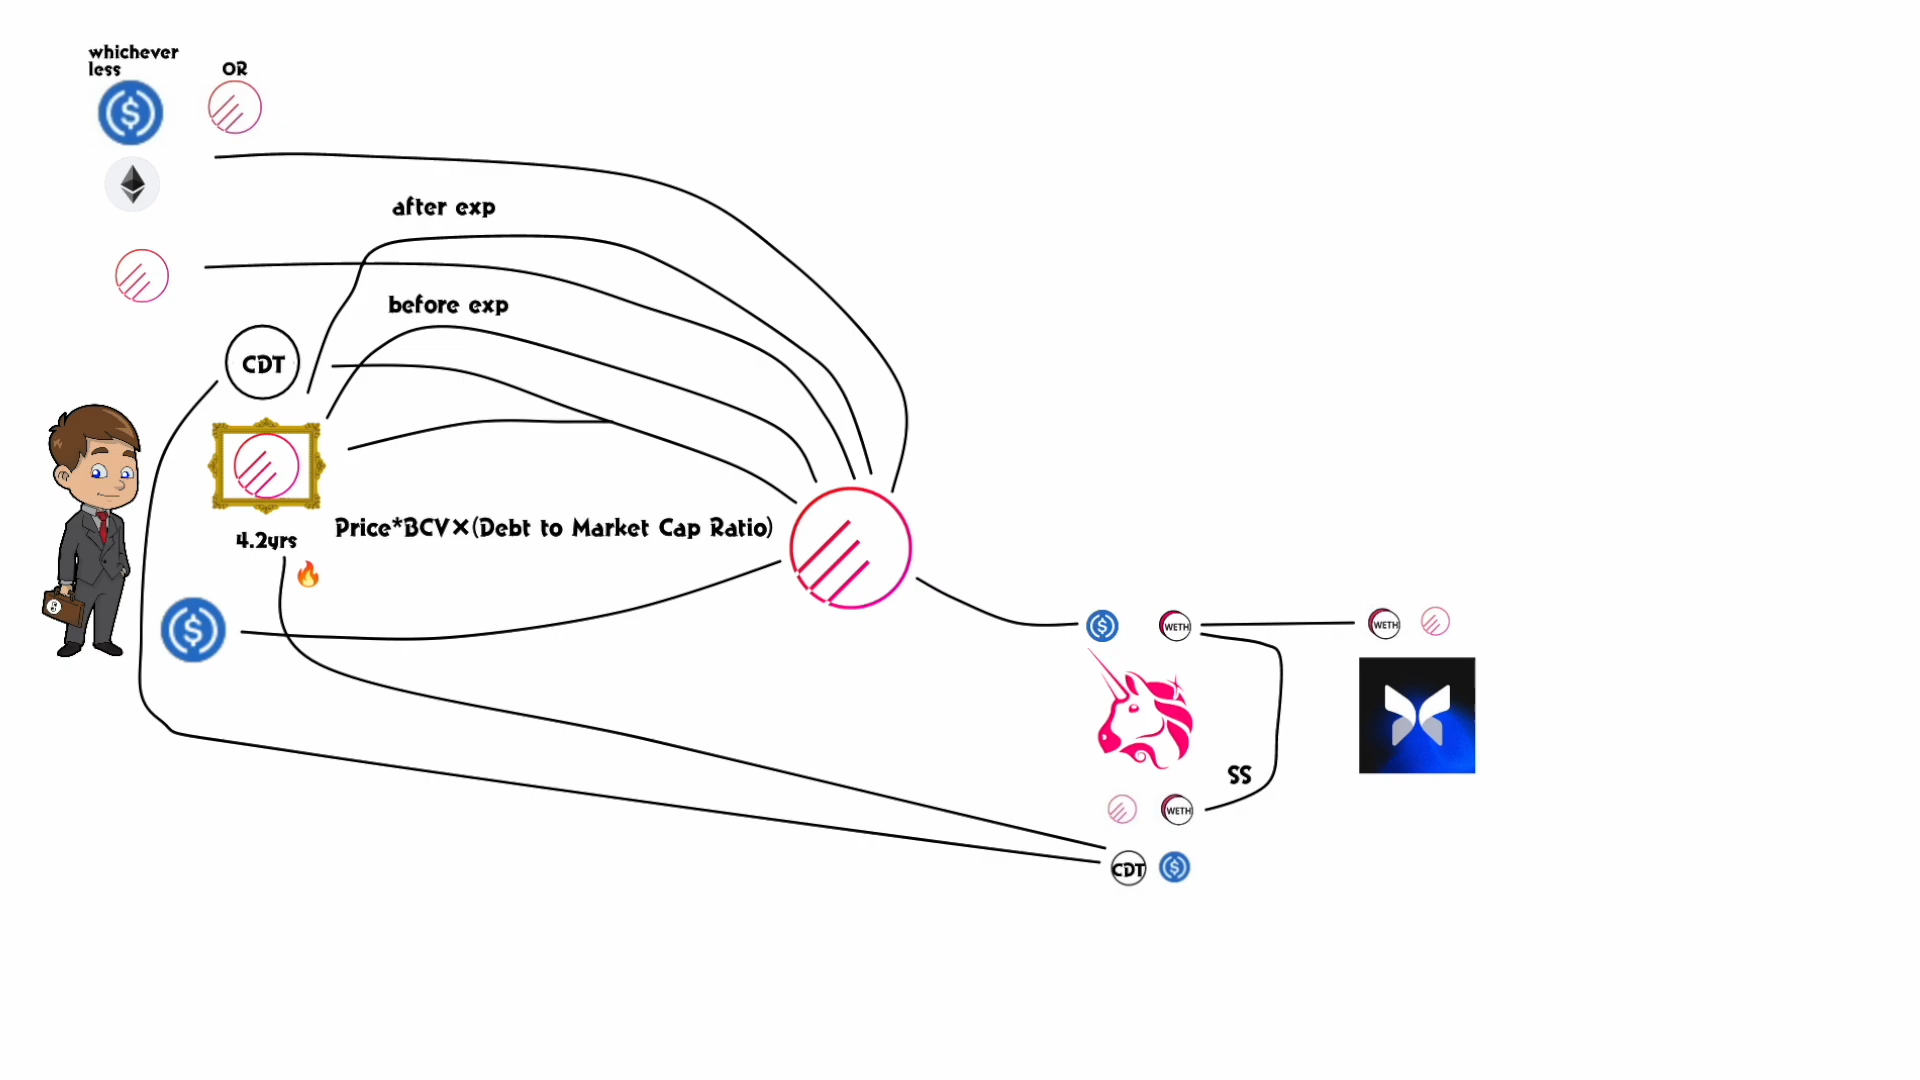 whichever
less
OR
after exp
before exp
CDT
Price*BCV×(Debt to Market Cap Ratio)
4.2yrs
WETH
WETH
SS
WETH
CDT